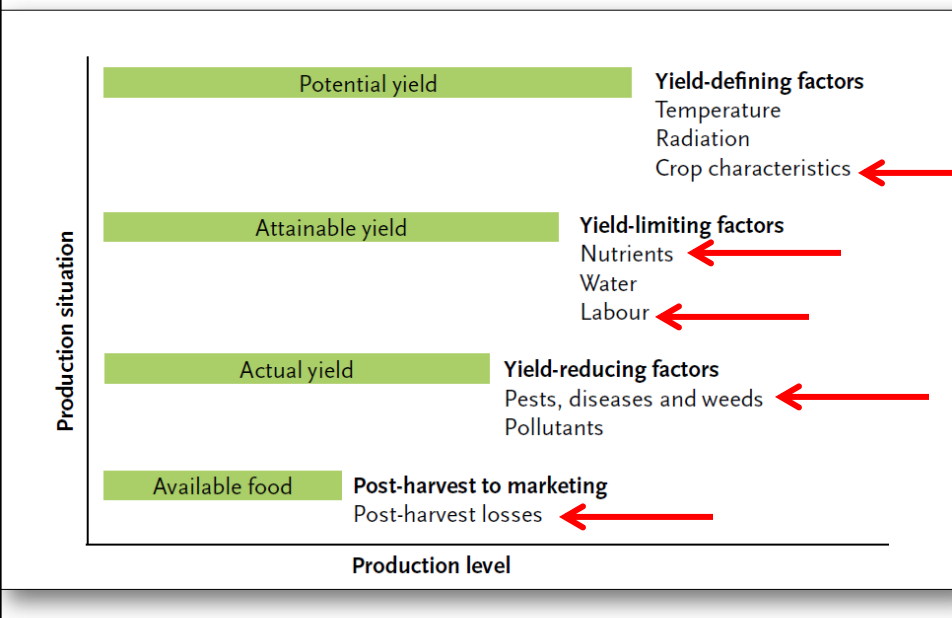 Potential yield
Yield-defining factors
Temperature
Radiation
Crop characteristics
Attainable yield
Yield-limiting factors
Nutrients
Water
Labour
Production situation
Actual yield
Yield-reducing factors
Pests, diseases and weeds
Pollutants
Available food
Post-harvest to marketing
Post-harvest losses
Production level